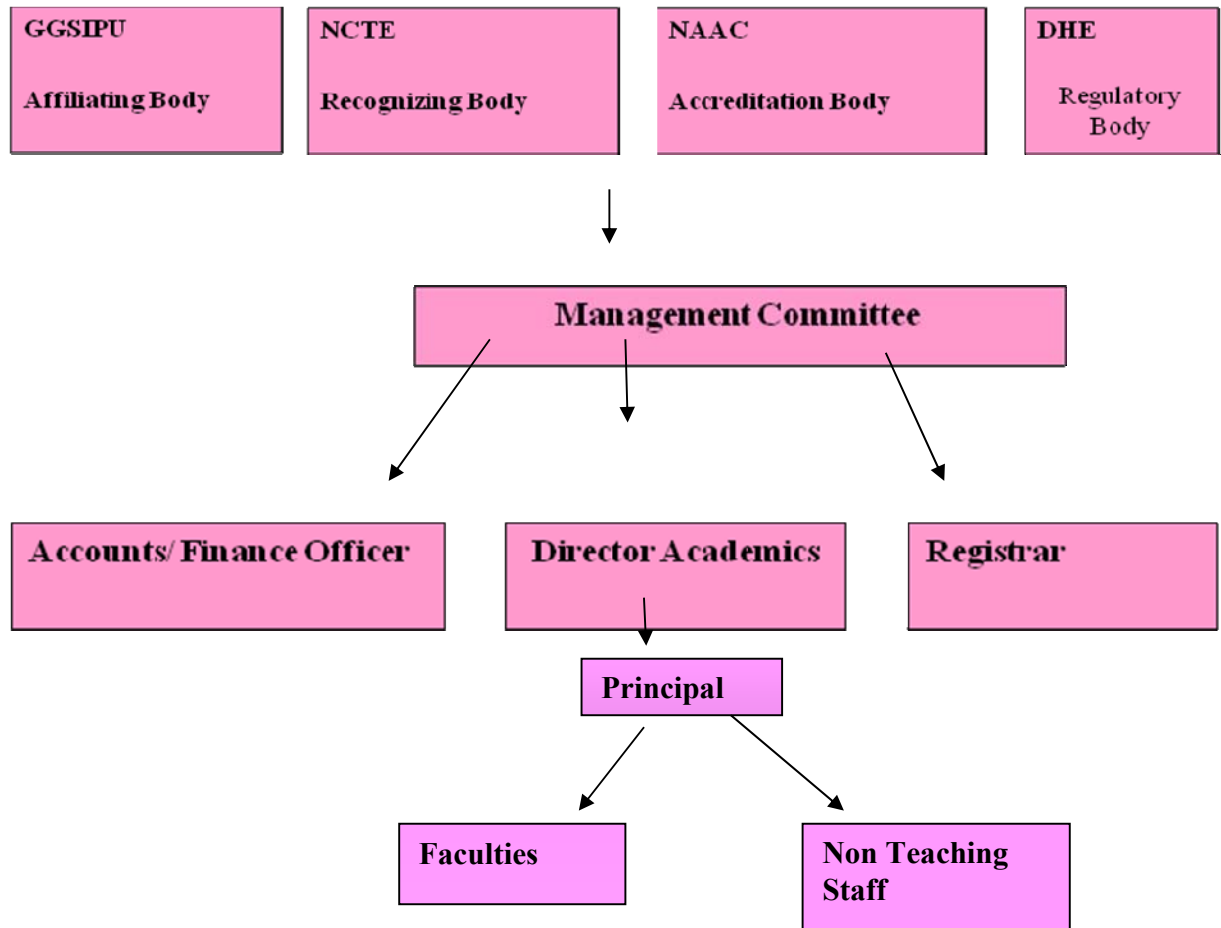 GGSIPU
Affiliating Body
NCTE
Recognizing Body
NAAC
Accreditation Body
DHE
Regulatory
Body
Management Committee
Accounts/ Finance Officer
Director Academics
Registrar
Principal
Faculties
Non Teaching
Staff